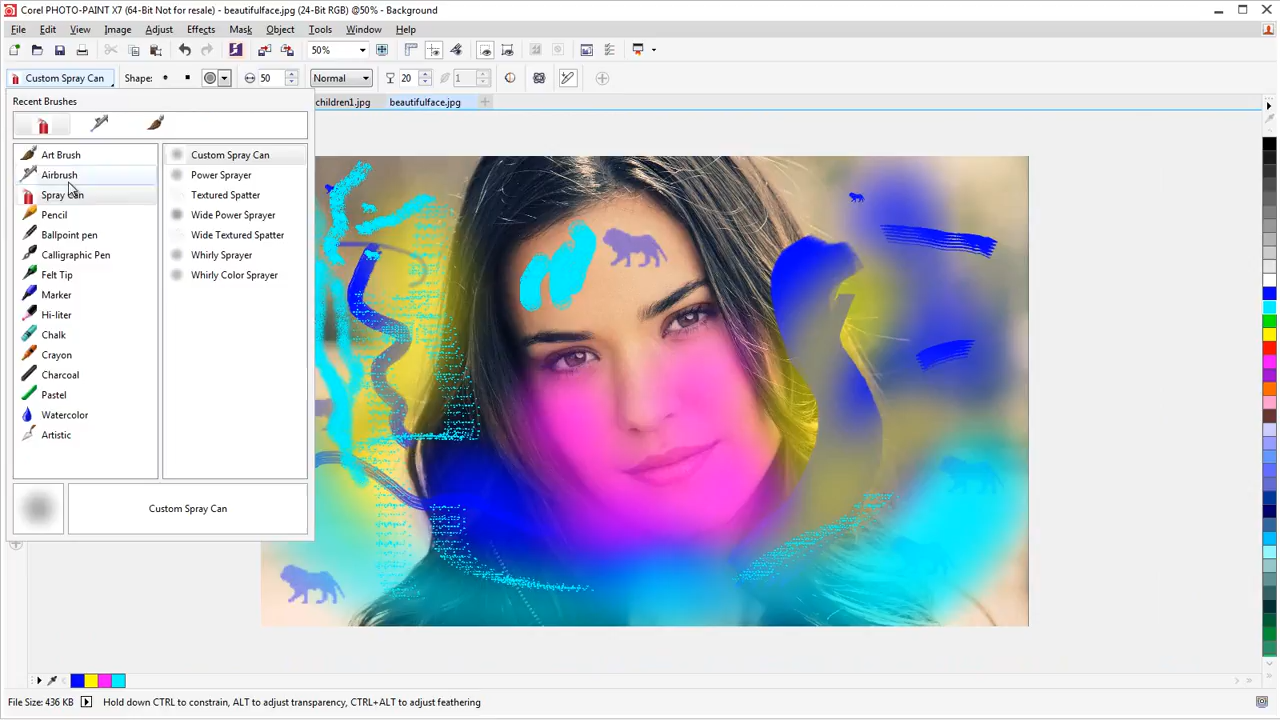 Corel PHOTO-PAINT X7 (64-Bit Not for resale) - beautifulface.jpg (24-Bit RGB) @50% - Background
File Edit View Image Adjust Effects Mask Object Tools Window Help
50%
Custom Spray Can Shape: 50 Normal 20 1
Recent Brushes children1.jpg beautifulface.jpg
Art Brush Custom Spray Can
Airbrush Power Sprayer
Spray Can Textured Spatter
Pencil Wide Power Sprayer
Ballpoint pen Wide Textured Spatter
Calligraphic Pen Whirly Sprayer
Felt Tip Whirly Color Sprayer
Marker
Hi-liter
Chalk
Crayon
Charcoal
Pastel
Watercolor
Artistic
Custom Spray Can
File Size: 436 KB Hold down CTRL to constrain, ALT to adjust transparency, CTRL+ALT to adjust feathering